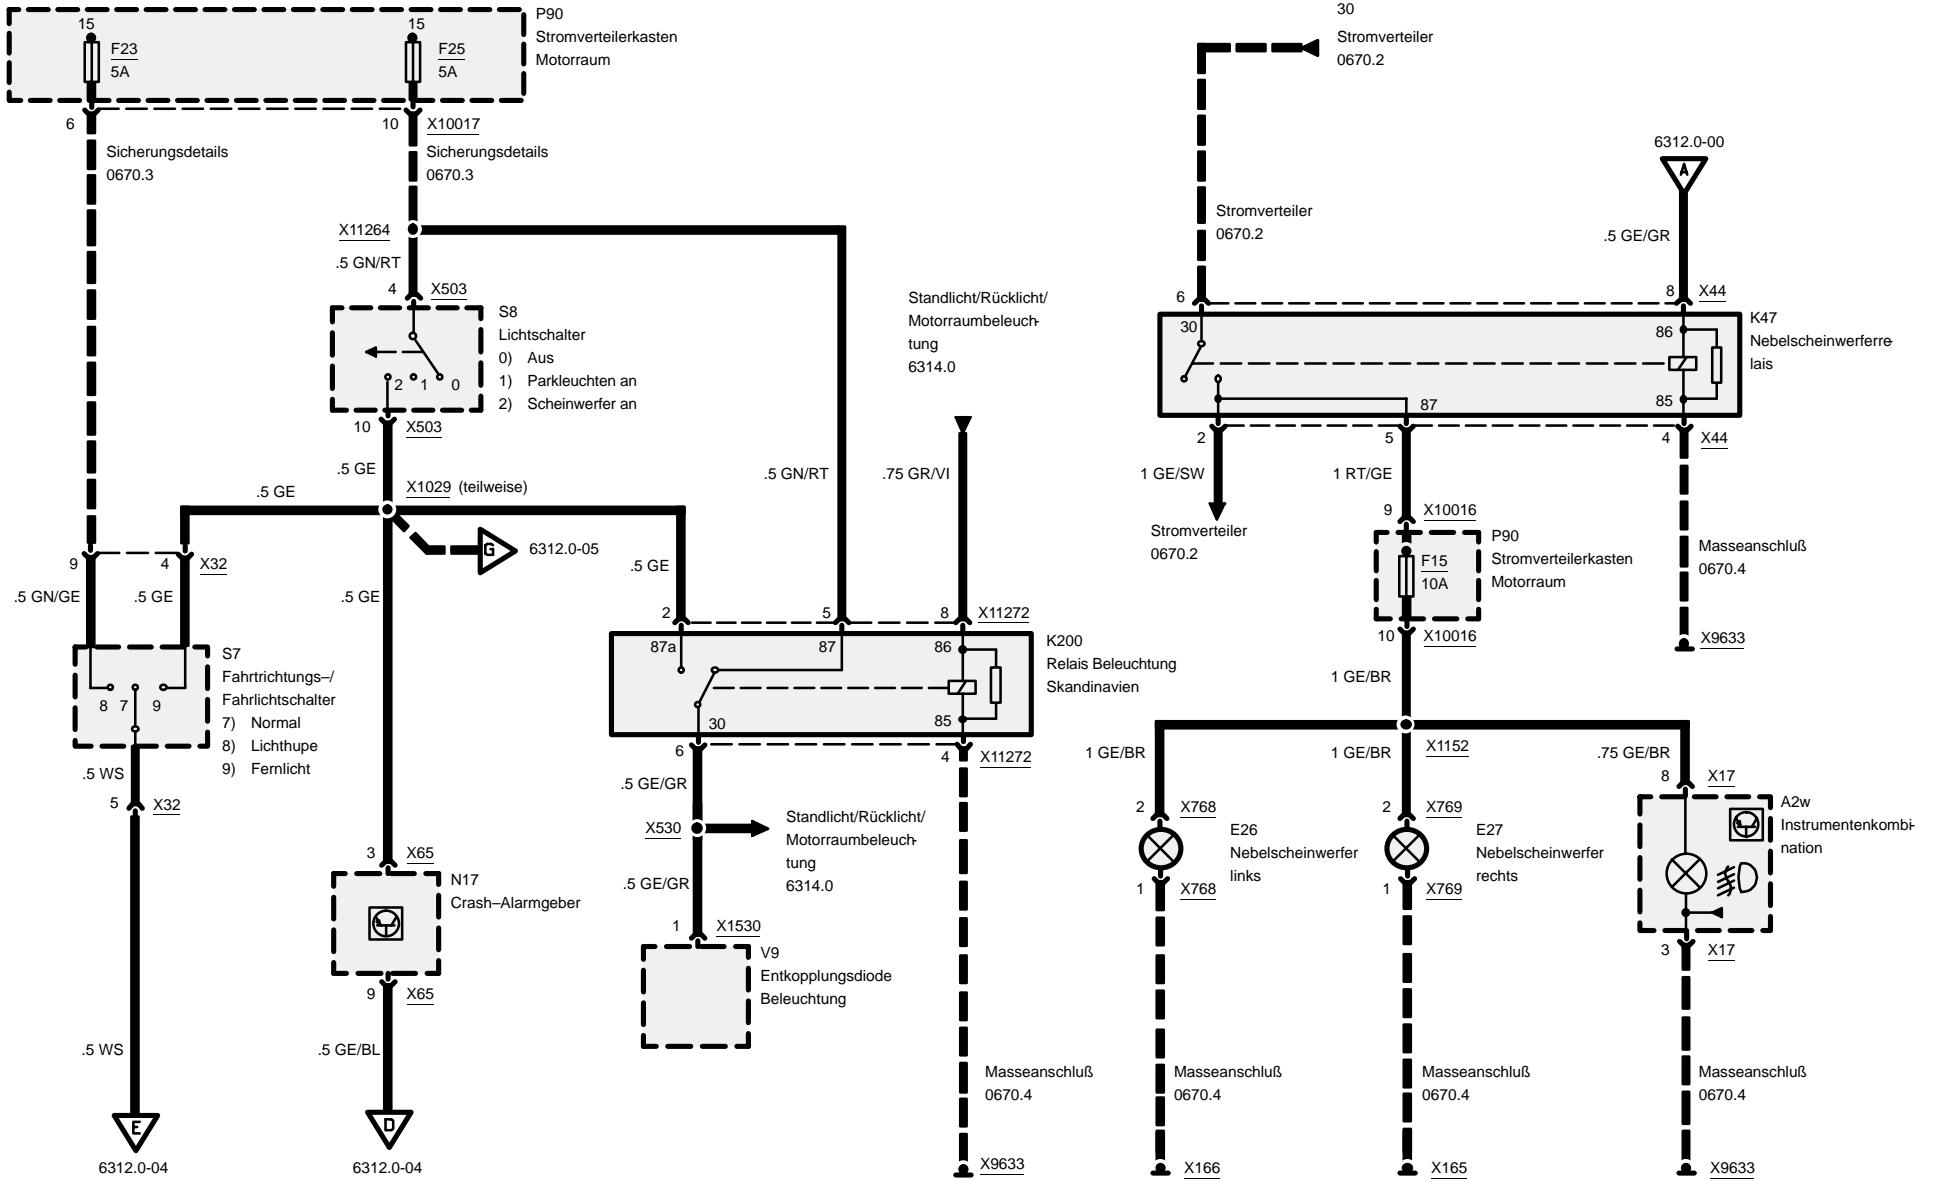 15
F23
5A
15
F25
5A
P90
Stromverteilerkasten
Motorraum
6
10
X10017
Sicherungsdetails
0670.3
Sicherungsdetails
0670.3
X11264
.5 GN/RT
4
X503
S8
Lichtschalter
0) Aus
1) Parkleuchten an
2) Scheinwerfer an
2
1
0
10
X503
.5 GE
.5 GE
X1029 (teilweise)
G
6312.0-05
9
4
X32
.5 GN/GE
.5 GE
.5 GE
.5 GE
.5 GN/RT
Standlicht/Rücklicht/
Motorraumbeleuch-
tung
6314.0
.75 GR/VI
S7
Fahrtrichtungs–/
Fahrlichtschalter
7) Normal
8) Lichthupe
9) Fernlicht
8
7
9
.5 WS
5
X32
.5 WS
E
6312.0-04
3
X65
N17
Crash–Alarmgeber
9
X65
.5 GE/BL
D
6312.0-04
2
5
8
X11272
87a
87
86
30
85
K200
Relais Beleuchtung
Skandinavien
6
4
X11272
.5 GE/GR
X530
Standlicht/Rücklicht/
Motorraumbeleuch-
tung
6314.0
.5 GE/GR
1
X1530
V9
Entkopplungsdiode
Beleuchtung
Masseanschluß
0670.4
X9633
30
Stromverteiler
0670.2
Stromverteiler
0670.2
6312.0-00
A
.5 GE/GR
6
8
X44
30
86
87
85
K47
Nebelscheinwerferre-
lais
2
5
4
X44
1 GE/SW
1 RT/GE
Stromverteiler
0670.2
9
X10016
F15
10A
P90
Stromverteilerkasten
Motorraum
10
X10016
Masseanschluß
0670.4
X9633
1 GE/BR
1 GE/BR
1 GE/BR
X1152
.75 GE/BR
2
X768
E26
Nebelscheinwerfer
links
1
X768
2
X769
E27
Nebelscheinwerfer
rechts
1
X769
8
X17
A2w
Instrumentenkombi-
nation
3
X17
Masseanschluß
0670.4
X166
Masseanschluß
0670.4
X165
Masseanschluß
0670.4
X9633